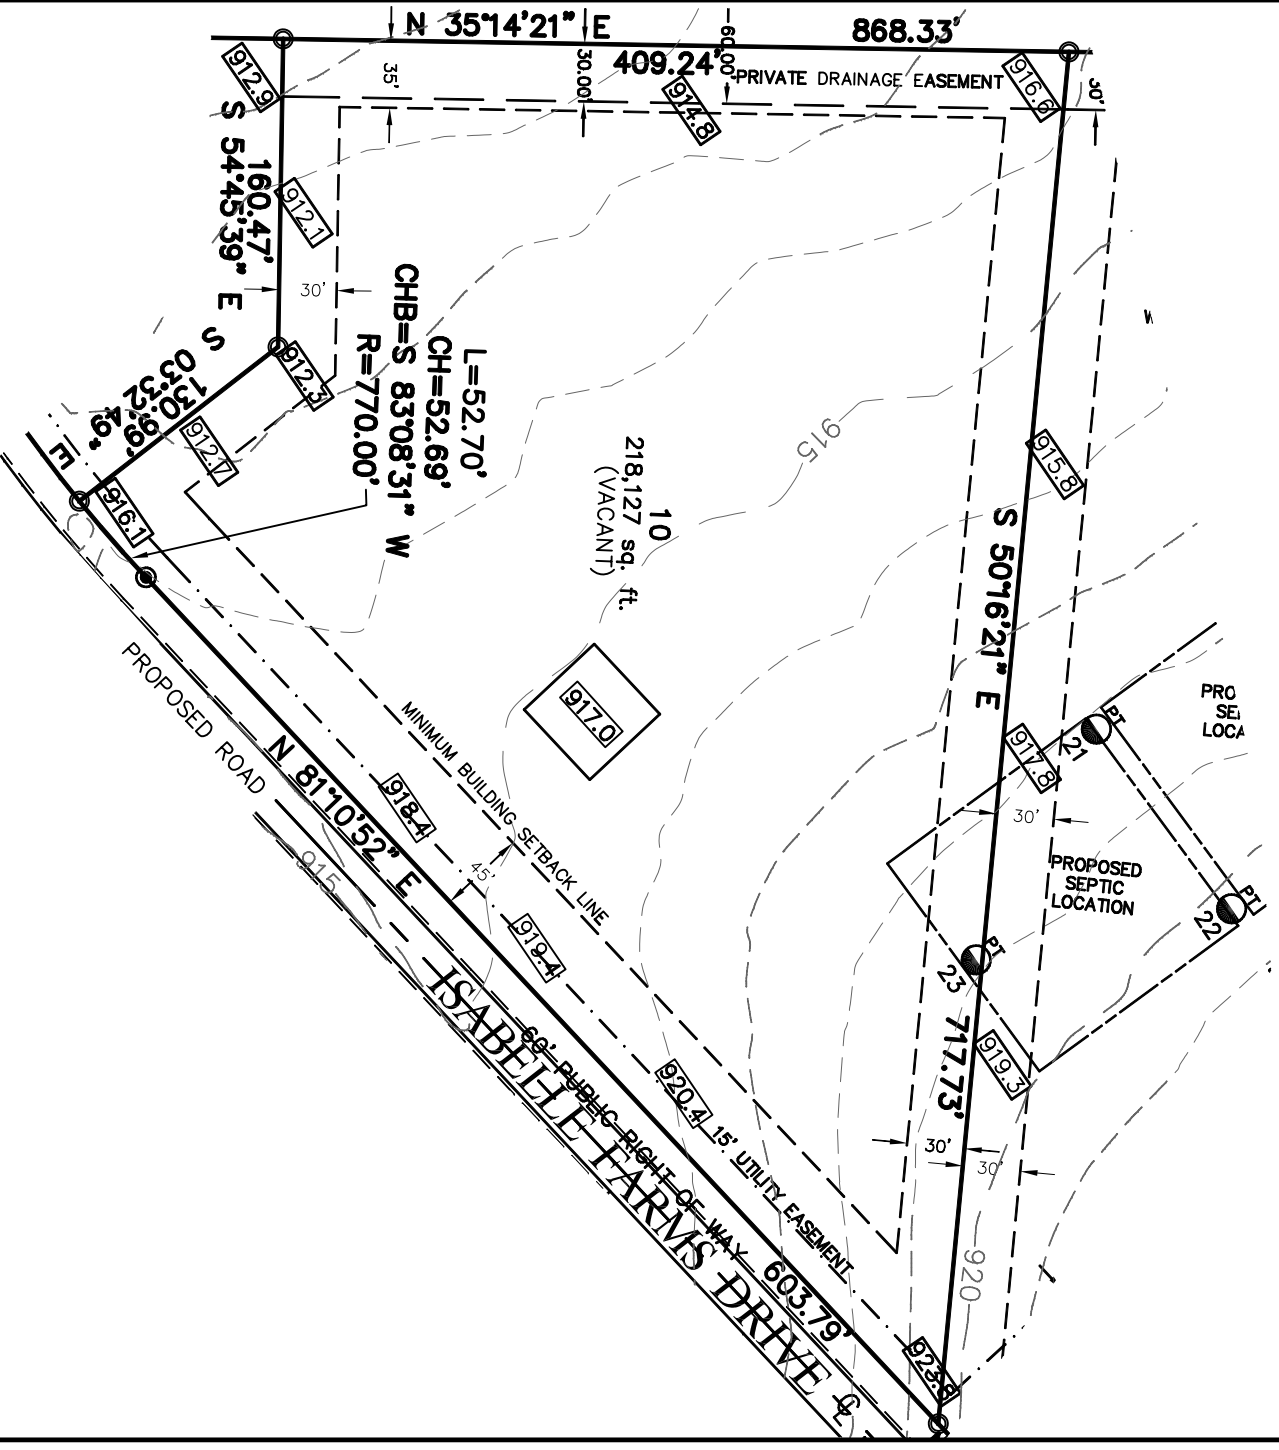 N 35°14'21" E
868.33'
409.24'
60.00'
30.00'
35'
PRIVATE DRAINAGE EASEMENT
30'
912.9
914.8
916.6
S 54°45'39" E
160.47'
912.1
30'
912.3
S 03°32'49" E
130.99'
912.7
916.1
L=52.70'
CH=52.69'
CHB=S 83°08'31" W
R=770.00'
915
915.8
10
218,127 sq. ft.
(VACANT)
S 50°16'21" E
717.73'
917.0
917.8
30'
PROPOSED
SEPTIC
LOCATION
PT
21
PT
22
PT
23
919.3
PROPOSED ROAD
N 81°10'52" E
603.79'
MINIMUM BUILDING SETBACK LINE
45'
918.4
919.4
920.4
915
15' UTILITY EASEMENT
60' PUBLIC RIGHT OF WAY
ISABELLE FARMS DRIVE
30'
30'
920
923.8